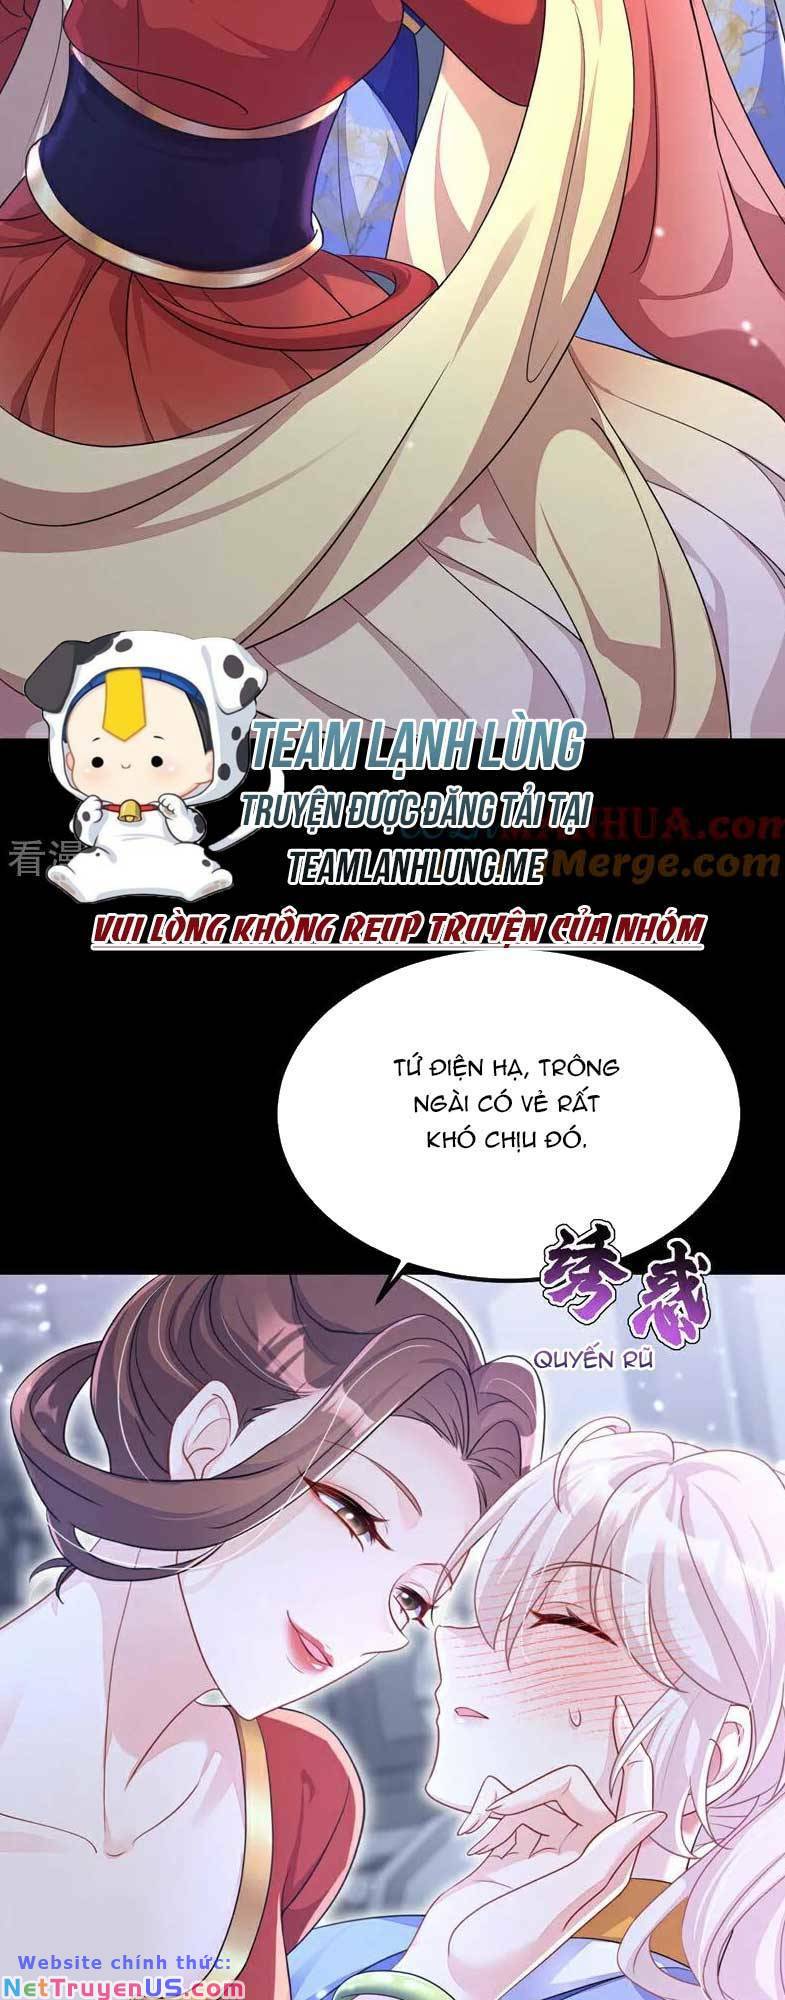 TEAM LẠNH LÙNG
TRUYỆN ĐƯỢC ĐĂNG TẢI TẠI
TEAMLANHLUNG.ME
MANHUA.com
Merge.com
看漫
VUI LÒNG KHÔNG REUP TRUYỆN CỦA NHÓM
TỨ ĐIỆN HẠ, TRÔNG
NGÀI CÓ VẺ RẤT
KHÓ CHỊU ĐÓ.
诱惑
QUYẾN RŨ
Website chính thức:
NetTruyenUS.com